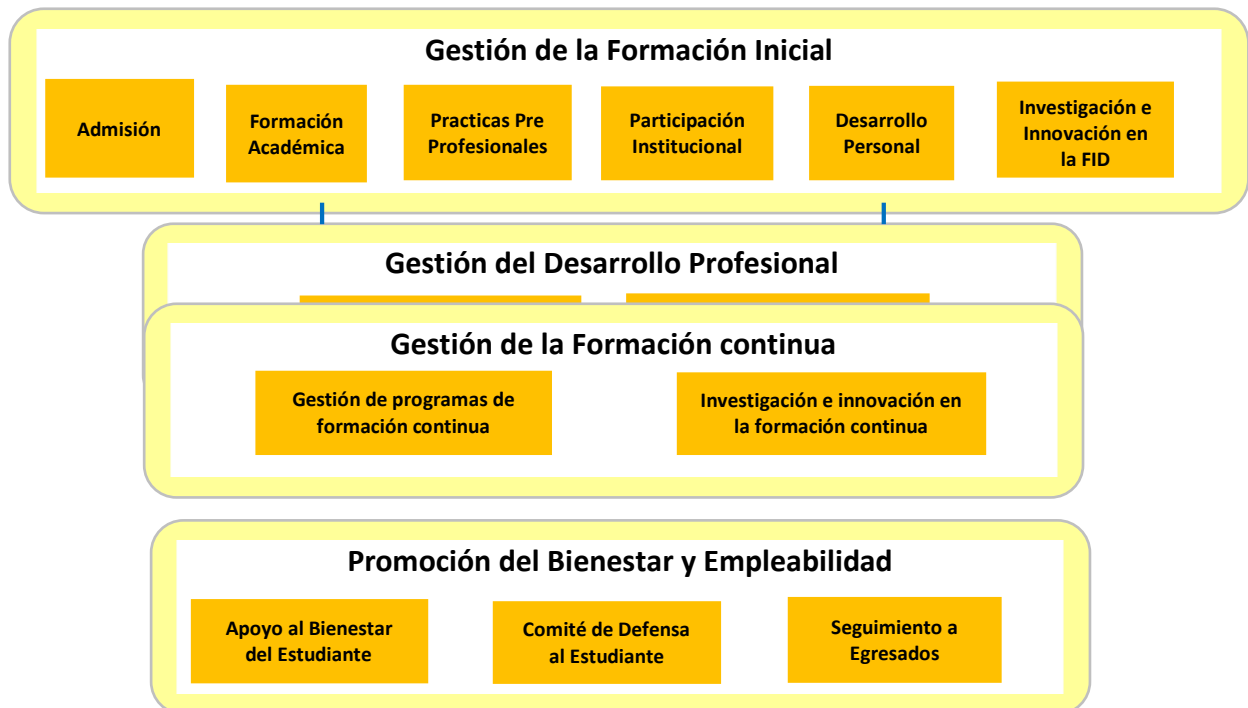 Gestión de la Formación Inicial
Admisión
Formación
Académica
Practicas Pre
Profesionales
Participación
Institucional
Desarrollo
Personal
Investigación e
Innovación en
la FID
Gestión del Desarrollo Profesional
Gestión de la Formación continua
Gestión de programas de
formación continua
Investigación e innovación en
la formación continua
Promoción del Bienestar y Empleabilidad
Apoyo al Bienestar
del Estudiante
Comité de Defensa
al Estudiante
Seguimiento a
Egresados